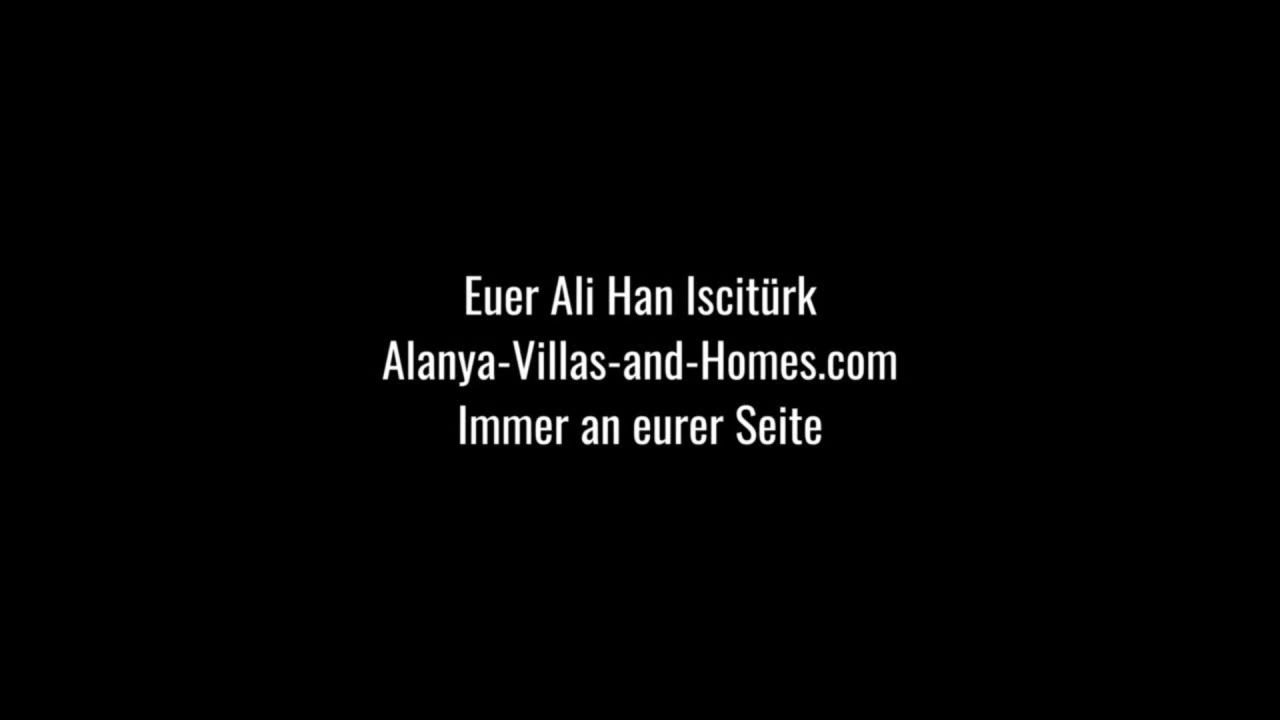 Euer Ali Han Iscitürk
Alanya-Villas-and-Homes.com
Immer an eurer Seite